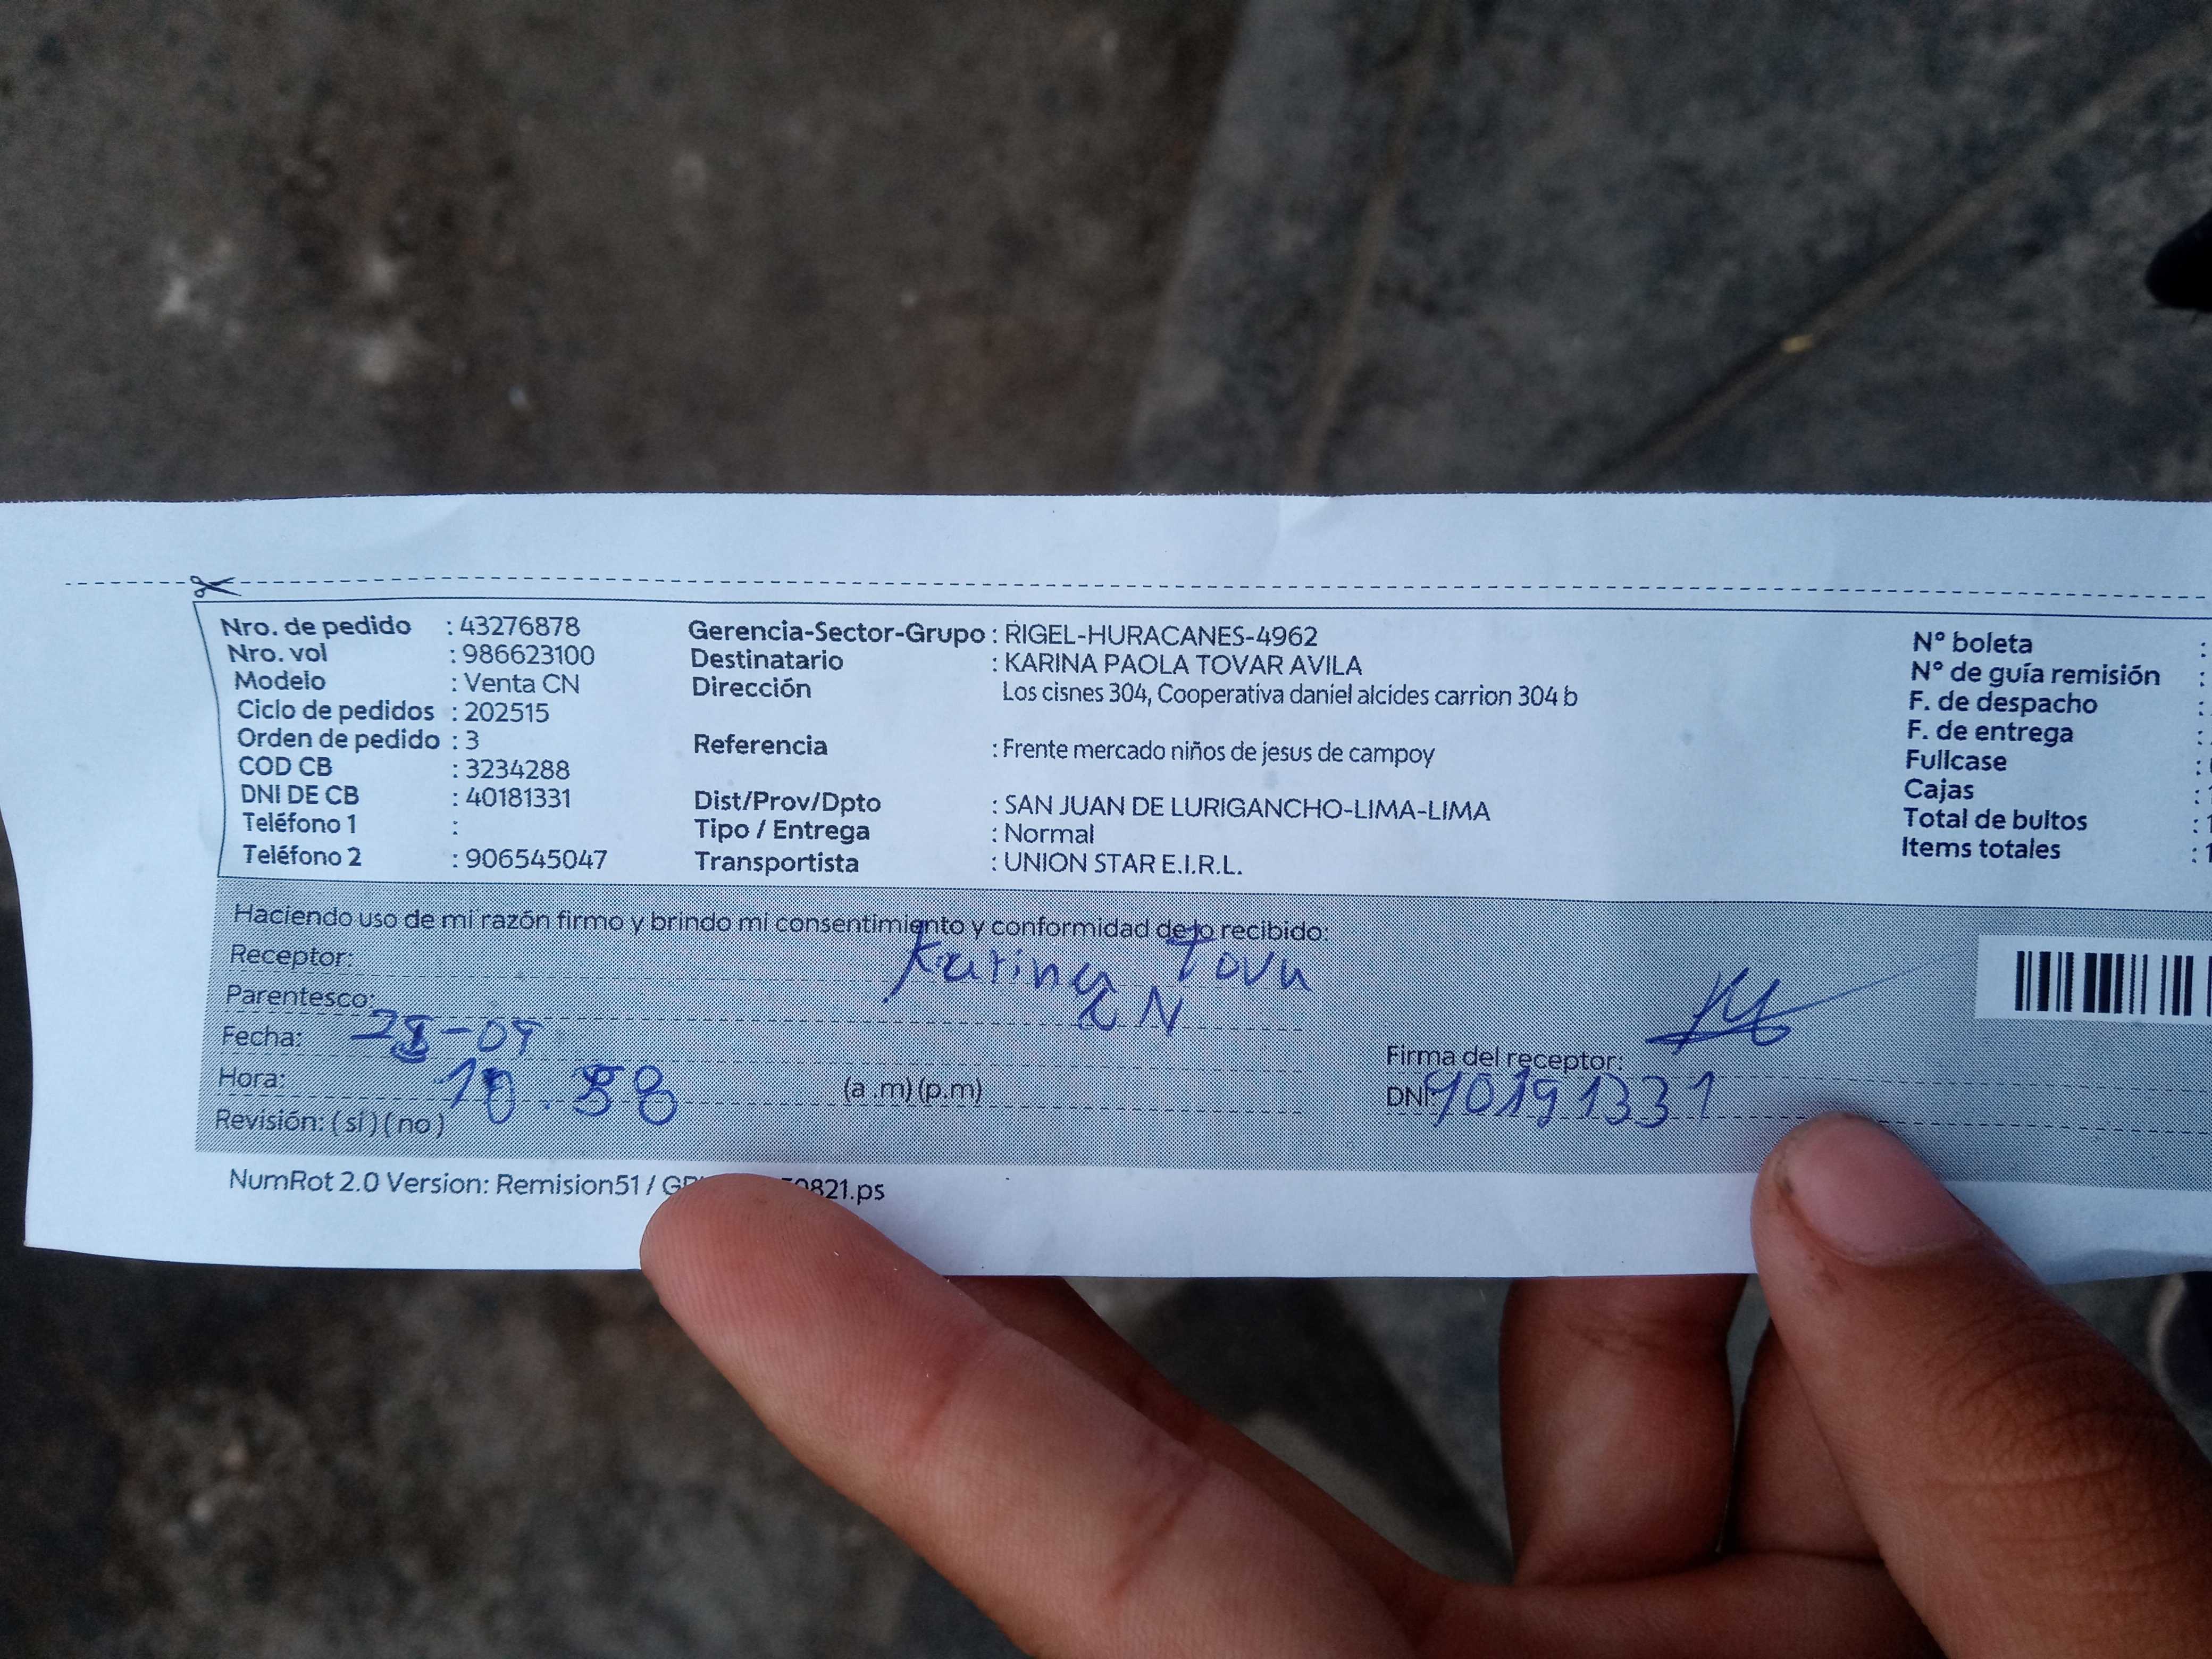 Nro. de pedido : 43276878
Nro. vol : 986623100
Modelo : Venta CN
Ciclo de pedidos : 202515
Orden de pedido : 3
COD CB : 3234288
DNI DE CB : 40181331
Teléfono 1 :
Teléfono 2 : 906545047
Gerencia-Sector-Grupo : RIGEL-HURACANES-4962
Destinatario : KARINA PAOLA TOVAR AVILA
Dirección Los cisnes 304, Cooperativa daniel alcides carrion 304 b
Referencia : Frente mercado niños de jesus de campoy
Dist/Prov/Dpto : SAN JUAN DE LURIGANCHO-LIMA-LIMA
Tipo / Entrega : Normal
Transportista : UNION STAR E.I.R.L.
N° boleta :
N° de guía remisión :
F. de despacho :
F. de entrega :
Fullcase :
Cajas :
Total de bultos : 1
Items totales : 1
Haciendo uso de mi razón firmo y brindo mi consentimiento y conformidad de lo recibido:
Receptor: Karina
Parentesco:
Fecha:
Hora: (a .m) (p.m)
Revisión: ( si ) ( no )
Firma del receptor:
DNI:
NumRot 2.0 Version: Remision51 /